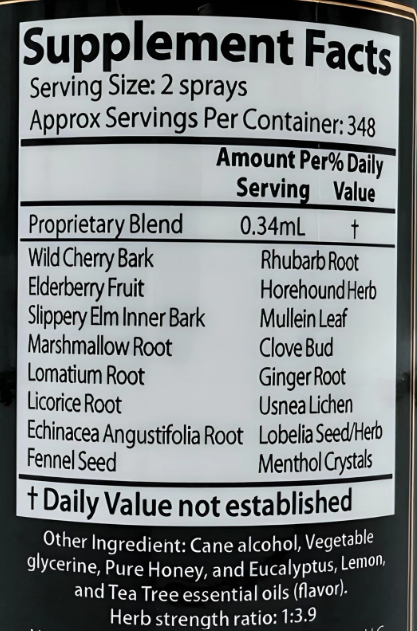 Supplement Facts
Serving Size: 2 sprays
Approx Servings Per Container: 348
Amount Per % Daily
Serving Value
Proprietary Blend 0.34mL †
Wild Cherry Bark Rhubarb Root
Elderberry Fruit Horehound Herb
Slippery Elm Inner Bark Mullein Leaf
Marshmallow Root Clove Bud
Lomatium Root Ginger Root
Licorice Root Usnea Lichen
Echinacea Angustifolia Root Lobelia Seed/Herb
Fennel Seed Menthol Crystals
† Daily Value not established
Other Ingredient: Cane alcohol, Vegetable
glycerine, Pure Honey, and Eucalyptus, Lemon,
and Tea Tree essential oils (flavor).
Herb strength ratio: 1:3.9